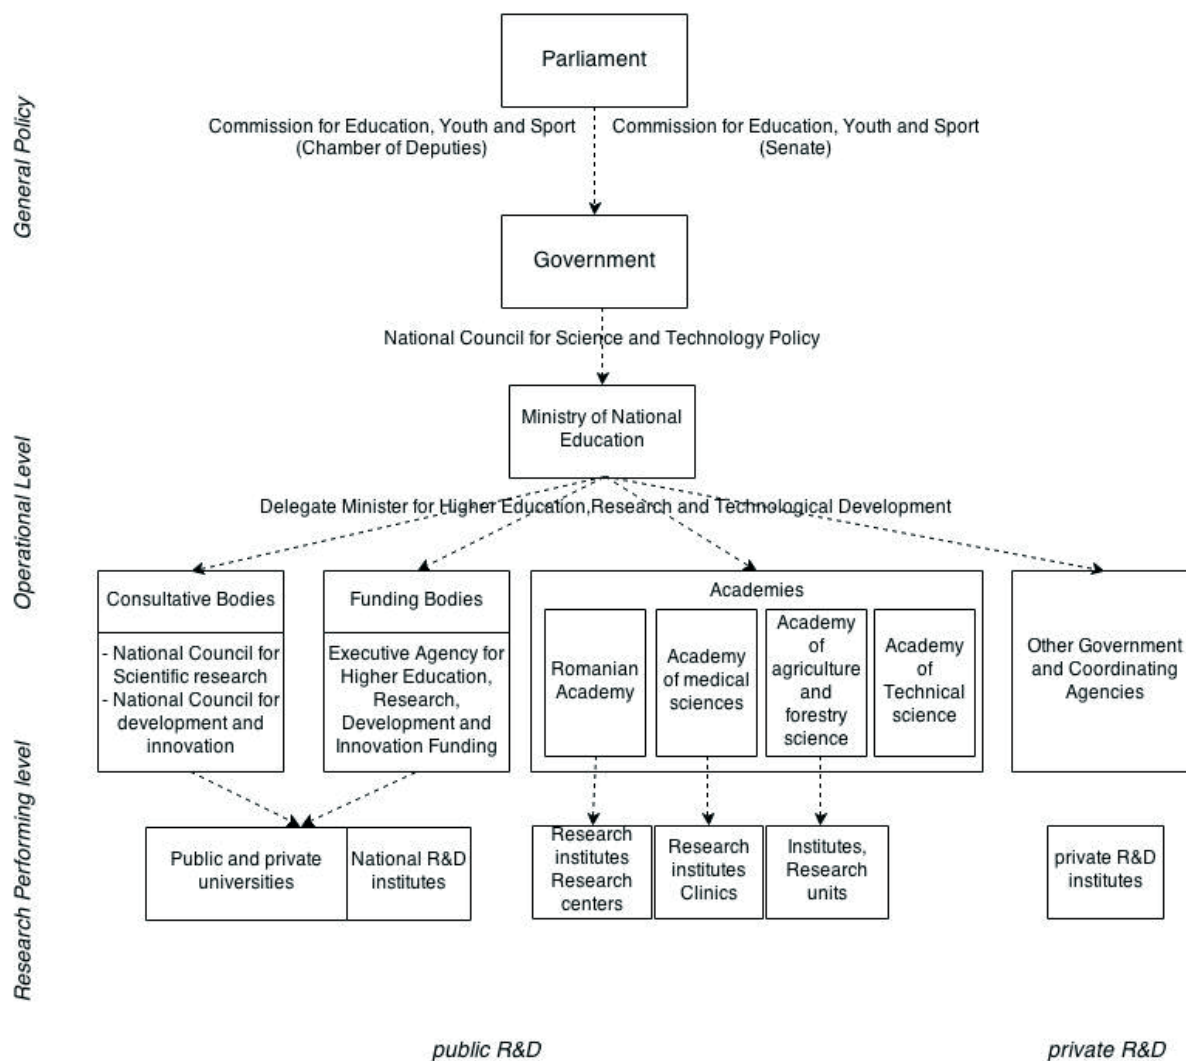 General Policy
Parliament
Commission for Education, Youth and Sport
(Chamber of Deputies)
Commission for Education, Youth and Sport
(Senate)
Government
National Council for Science and Technology Policy
Operational Level
Ministry of National
Education
Delegate Minister for Higher Education,Research and Technological Development
Consultative Bodies
- National Council for
Scientific research
- National Council for
development and
innovation
Funding Bodies
Executive Agency for
Higher Education,
Research,
Development and
Innovation Funding
Academies
Romanian
Academy
Academy
of medical
sciences
Academy
of
agriculture
and
forestry
science
Academy
of
Technical
science
Other Government
and Coordinating
Agencies
Research Performing level
Public and private
universities
National R&D
institutes
Research
institutes
Research
centers
Research
institutes
Clinics
Institutes,
Research
units
private R&D
institutes
public R&D
private R&D